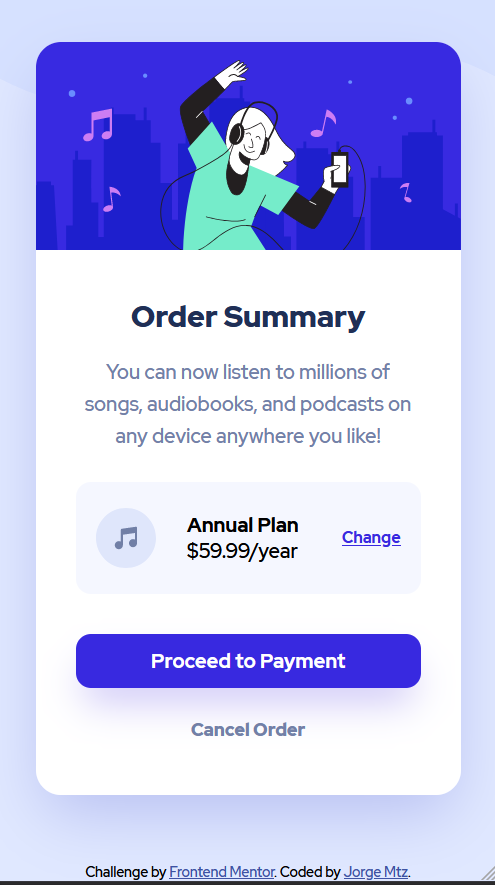 Order Summary
You can now listen to millions of
songs, audiobooks, and podcasts on
any device anywhere you like!
Annual Plan
$59.99/year
Change
Proceed to Payment
Cancel Order
Challenge by Frontend Mentor. Coded by Jorge Mtz.